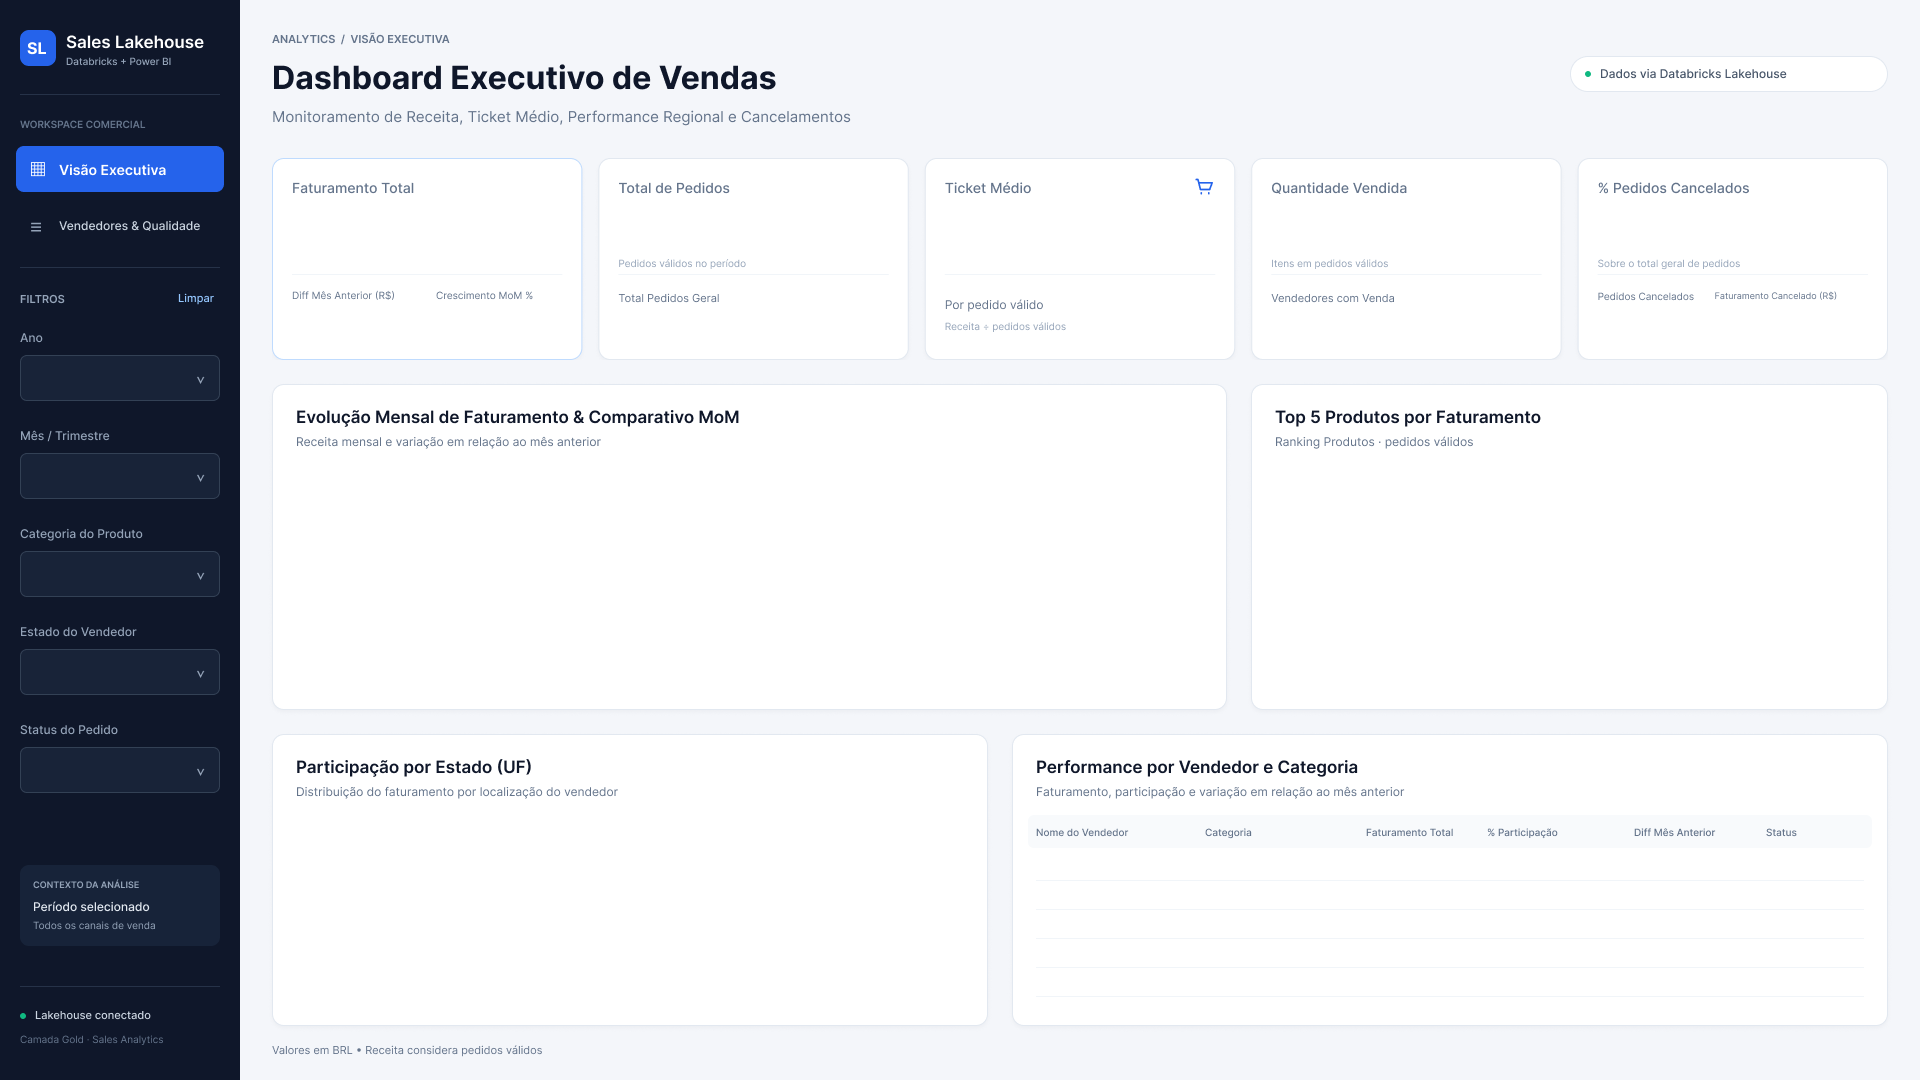 SL
Sales Lakehouse
Databricks + Power BI
WORKSPACE COMERCIAL
Visão Executiva
Vendedores & Qualidade
FILTROS
Limpar
Ano
Mês / Trimestre
Categoria do Produto
Estado do Vendedor
Status do Pedido
CONTEXTO DA ANÁLISE
Período selecionado
Todos os canais de venda
Lakehouse conectado
Camada Gold · Sales Analytics
ANALYTICS / VISÃO EXECUTIVA
Dashboard Executivo de Vendas
Monitoramento de Receita, Ticket Médio, Performance Regional e Cancelamentos
Dados via Databricks Lakehouse
Faturamento Total
Diff Mês Anterior (R$)
Crescimento MoM %
Total de Pedidos
Pedidos válidos no período
Total Pedidos Geral
Ticket Médio
Por pedido válido
Receita ÷ pedidos válidos
Quantidade Vendida
Itens em pedidos válidos
Vendedores com Venda
% Pedidos Cancelados
Sobre o total geral de pedidos
Pedidos Cancelados
Faturamento Cancelado (R$)
Evolução Mensal de Faturamento & Comparativo MoM
Receita mensal e variação em relação ao mês anterior
Top 5 Produtos por Faturamento
Ranking Produtos · pedidos válidos
Participação por Estado (UF)
Distribuição do faturamento por localização do vendedor
Performance por Vendedor e Categoria
Faturamento, participação e variação em relação ao mês anterior
Nome do Vendedor Categoria Faturamento Total % Participação Diff Mês Anterior Status
Valores em BRL • Receita considera pedidos válidos